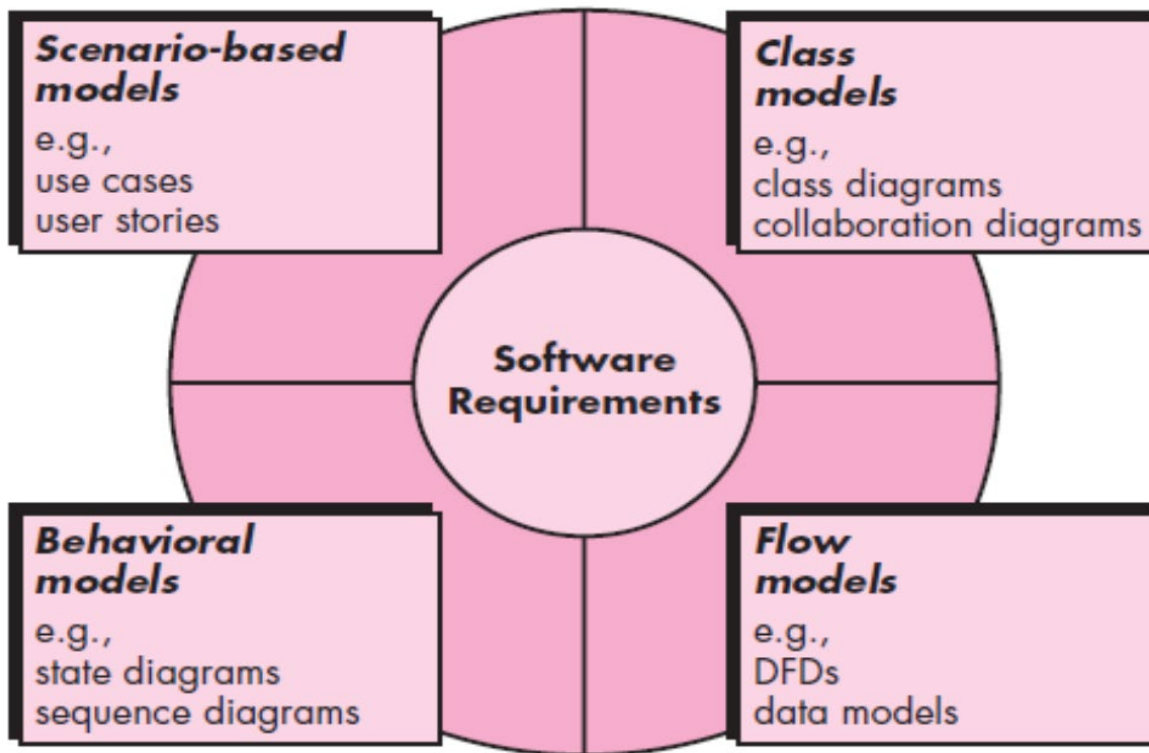 Scenario-based
models
e.g.,
use cases
user stories
Class
models
e.g.,
class diagrams
collaboration diagrams
Software
Requirements
Behavioral
models
e.g.,
state diagrams
sequence diagrams
Flow
models
e.g.,
DFDs
data models